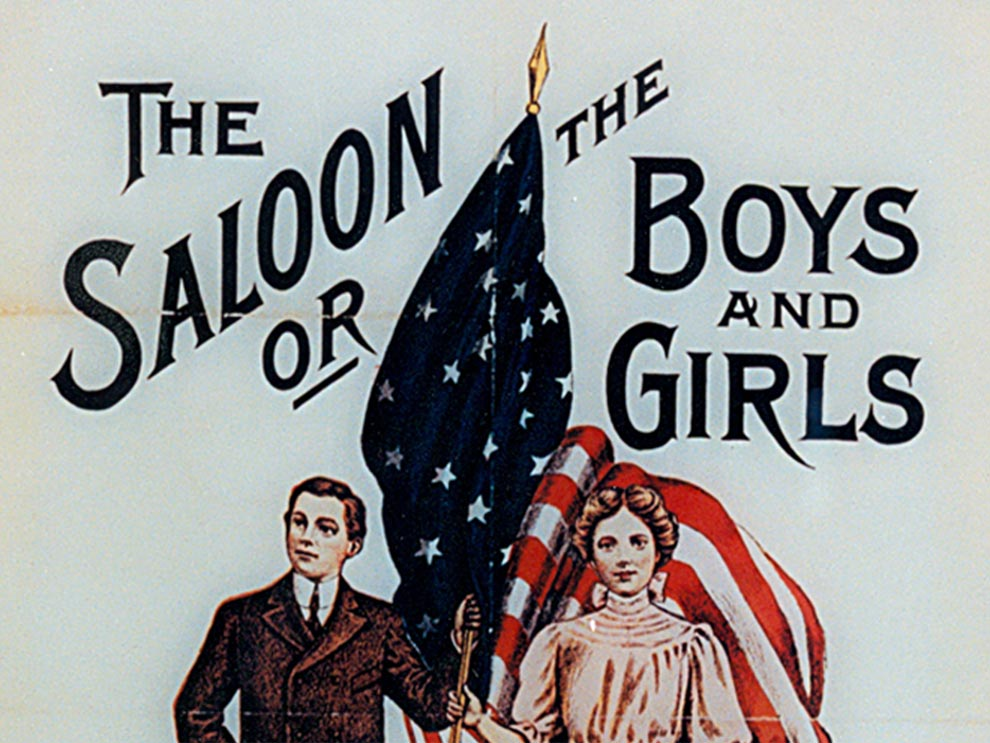 THE
SALOON
OR
THE
BOYS
AND
GIRLS